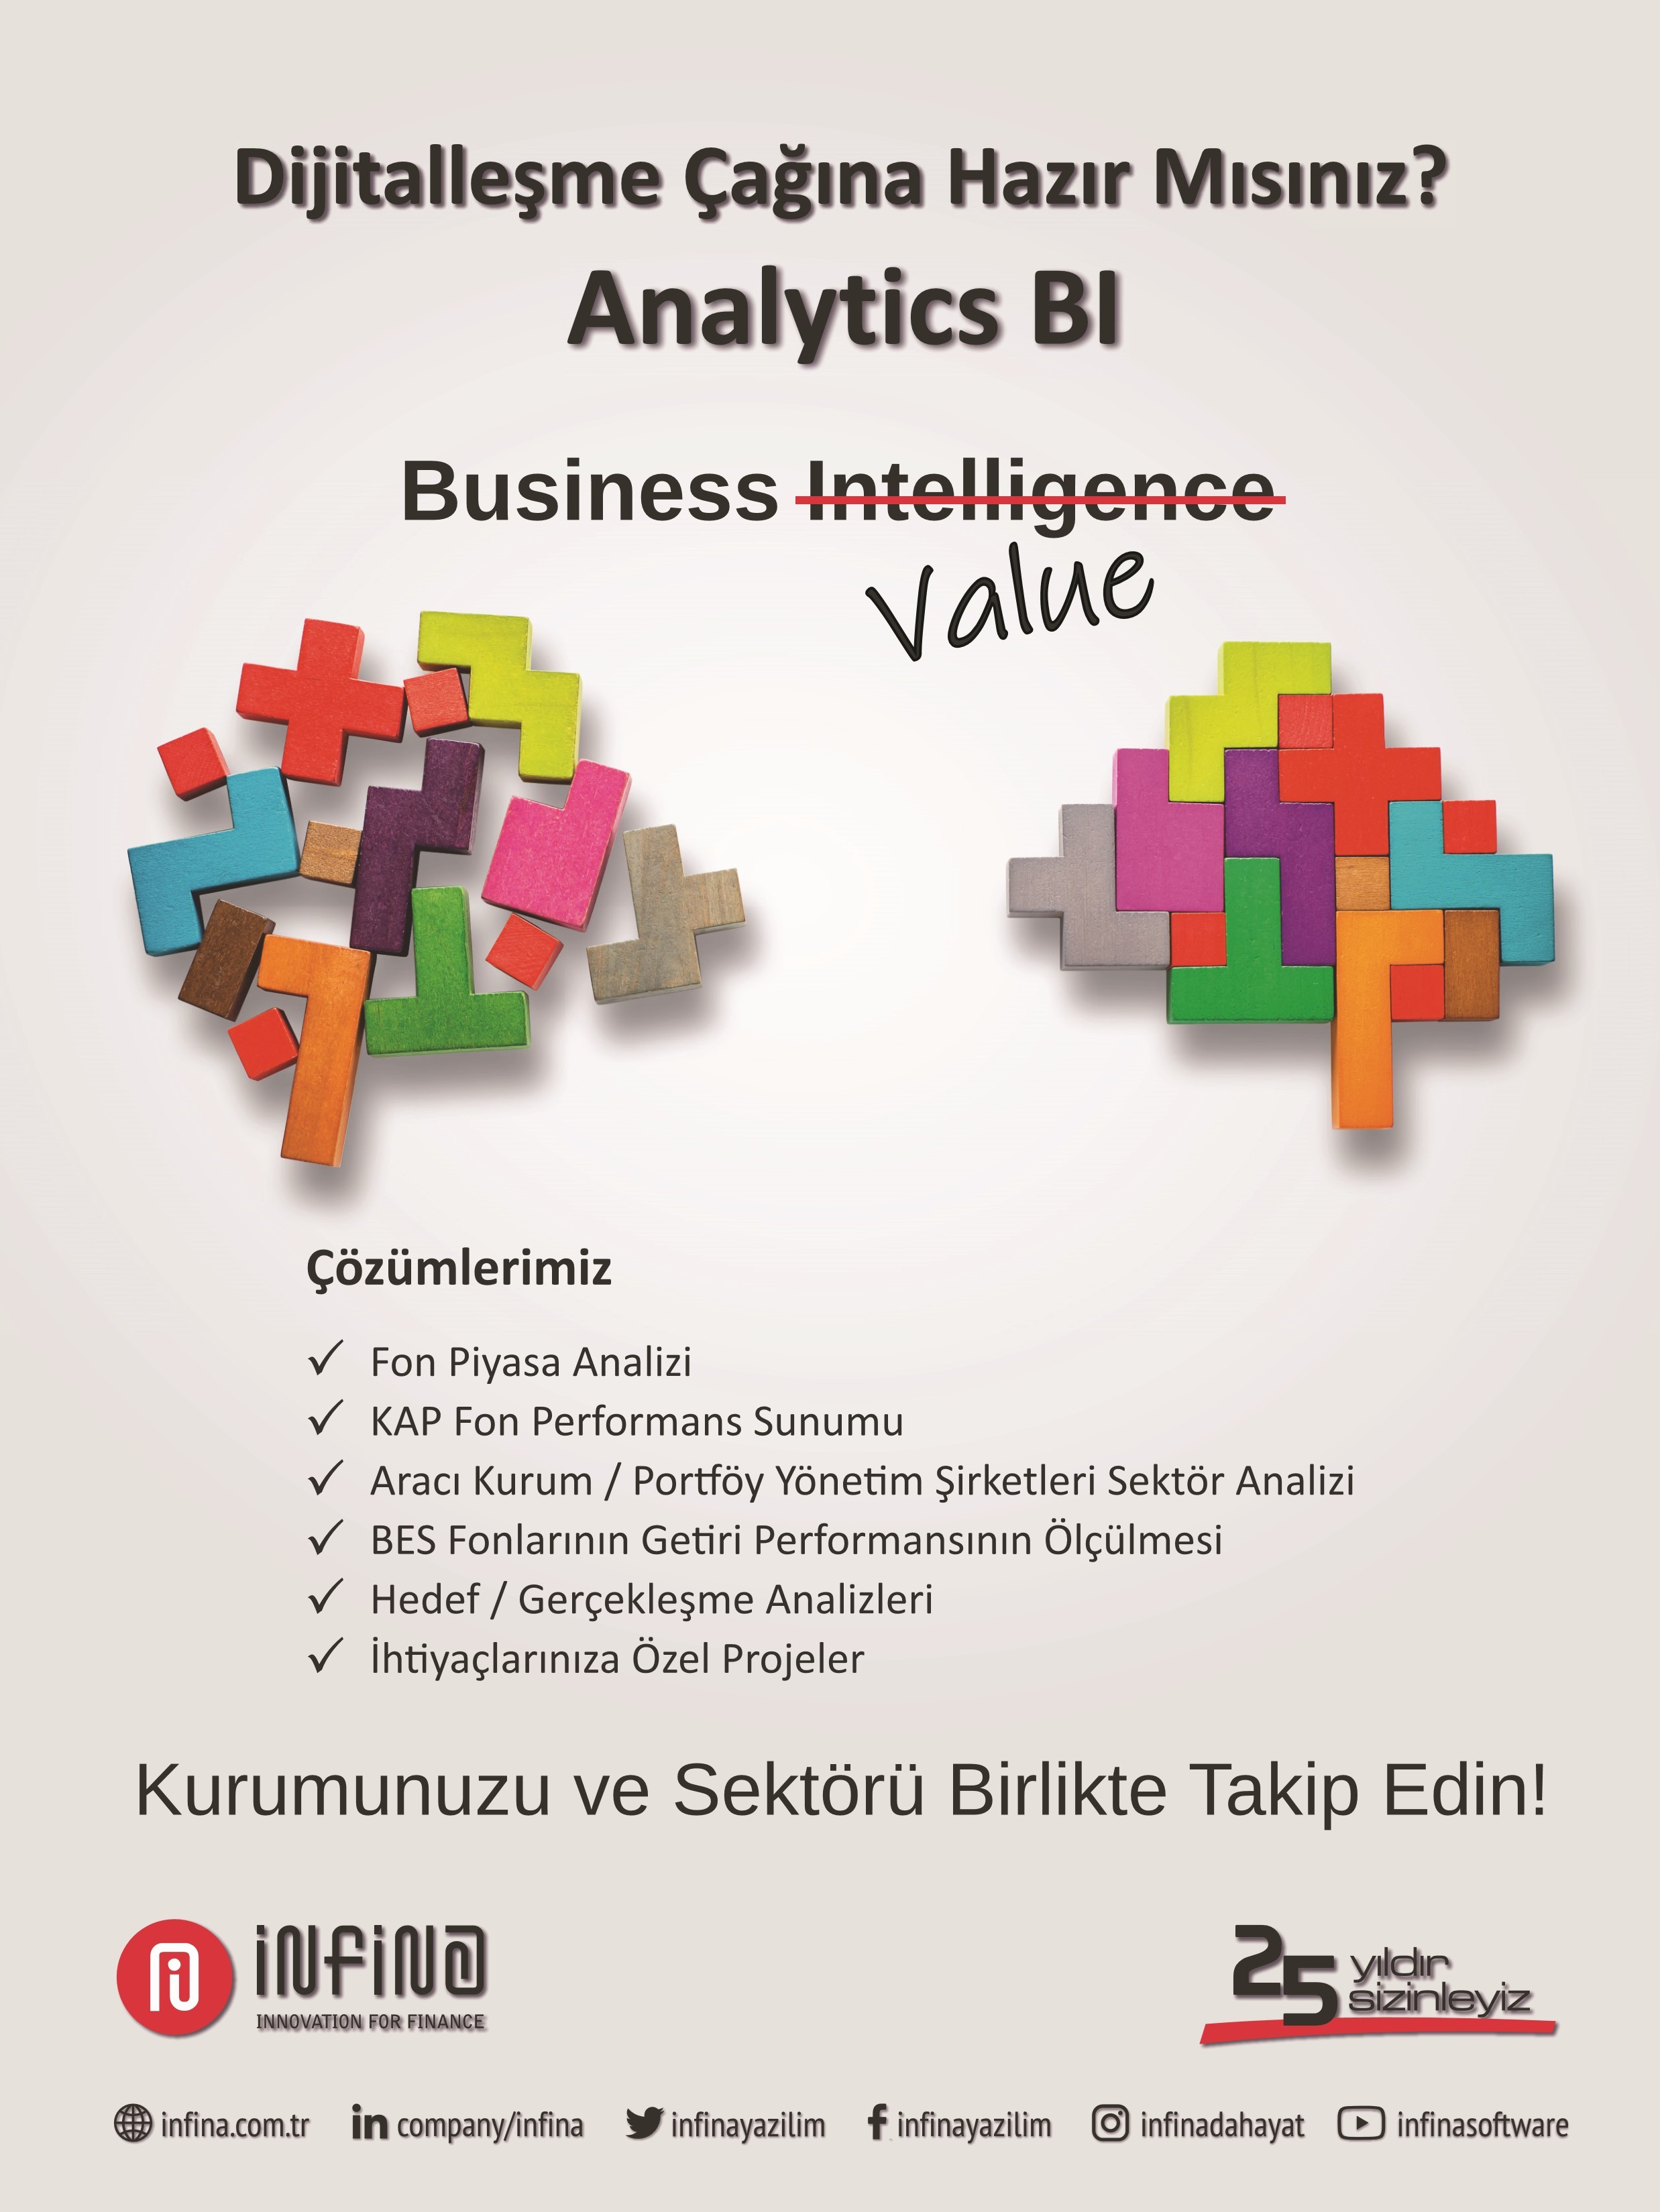 Dijitalleşme Çağına Hazır Mısınız?
Analytics BI
Business Intelligence
Value
Çözümlerimiz
✓ Fon Piyasa Analizi
✓ KAP Fon Performans Sunumu
✓ Aracı Kurum / Portföy Yönetim Şirketleri Sektör Analizi
✓ BES Fonlarının Getiri Performansının Ölçülmesi
✓ Hedef / Gerçekleşme Analizleri
✓ İhtiyaçlarınıza Özel Projeler
Kurumunuzu ve Sektörü Birlikte Takip Edin!
infina
INNOVATION FOR FINANCE
25 yıldır
sizinleyiz
infina.com.tr in company/infina infinayazilim f infinayazilim infinadahayat infinasoftware